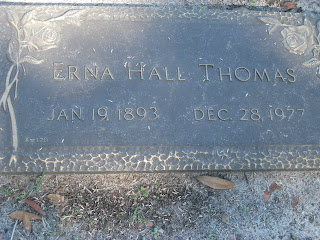 Erna Hall Thomas
Jan. 19, 1893 Dec. 28, 1977